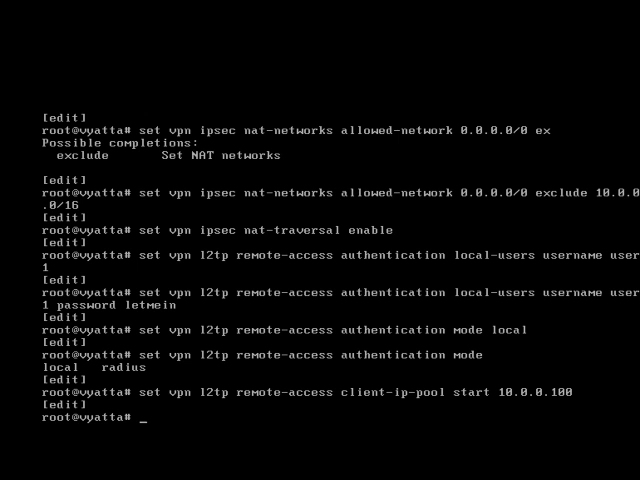 [edit]
root@vyatta# set vpn ipsec nat-networks allowed-network 0.0.0.0/0 ex
Possible completions:
  exclude       Set NAT networks
[edit]
root@vyatta# set vpn ipsec nat-networks allowed-network 0.0.0.0/0 exclude 10.0.0
.0/16
[edit]
root@vyatta# set vpn ipsec nat-traversal enable
[edit]
root@vyatta# set vpn l2tp remote-access authentication local-users username user
1
[edit]
root@vyatta# set vpn l2tp remote-access authentication local-users username user
1 password letmein
[edit]
root@vyatta# set vpn l2tp remote-access authentication mode local
[edit]
root@vyatta# set vpn l2tp remote-access authentication mode
local   radius
[edit]
root@vyatta# set vpn l2tp remote-access client-ip-pool start 10.0.0.100
[edit]
root@vyatta# _